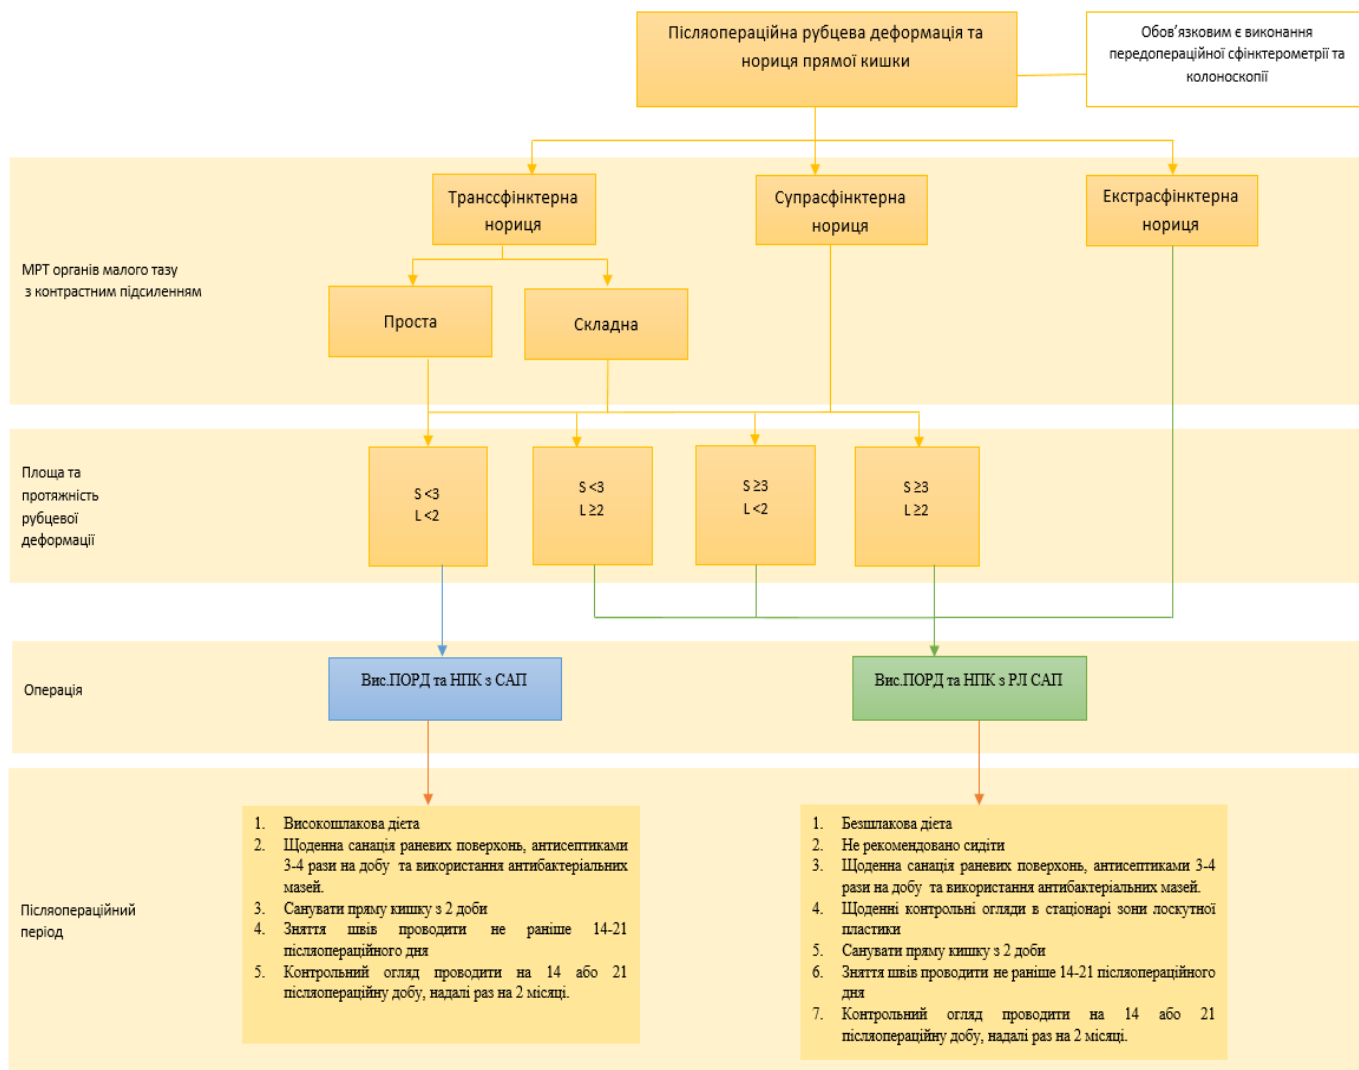 Післяопераційна рубцева деформація та
нориця прямої кишки
Обов’язковим є виконання
передопераційної сфінктерометрії та
колоноскопії
МРТ органів малого тазу
з контрастним підсиленням
Транссфінктерна
нориця
Супрасфінктерна
нориця
Екстрасфінктерна
нориця
Проста
Складна
Площа та
протяжність
рубцевої
деформації
S <3
L <2
S <3
L ≥2
S ≥3
L <2
S ≥3
L ≥2
Операція
Вис.ПОРД та НПК з САП
Вис.ПОРД та НПК з РЛ САП
Післяопераційний
період
1. Високошлакова дієта
2. Щоденна санація раневих поверхонь, антисептиками
3-4 рази на добу та використання антибактеріальних
мазей.
3. Санувати пряму кишку з 2 доби
4. Зняття швів проводити не раніше 14-21
післяопераційного дня
5. Контрольний огляд проводити на 14 або 21
післяопераційну добу, надалі раз на 2 місяці.
1. Безшлакова дієта
2. Не рекомендовано сидіти
3. Щоденна санація раневих поверхонь, антисептиками 3-4
рази на добу та використання антибактеріальних мазей.
4. Щоденні контрольні огляди в стаціонарі зони лоскутної
пластики
5. Санувати пряму кишку з 2 доби
6. Зняття швів проводити не раніше 14-21 післяопераційного
дня
7. Контрольний огляд проводити на 14 або 21
післяопераційну добу, надалі раз на 2 місяці.